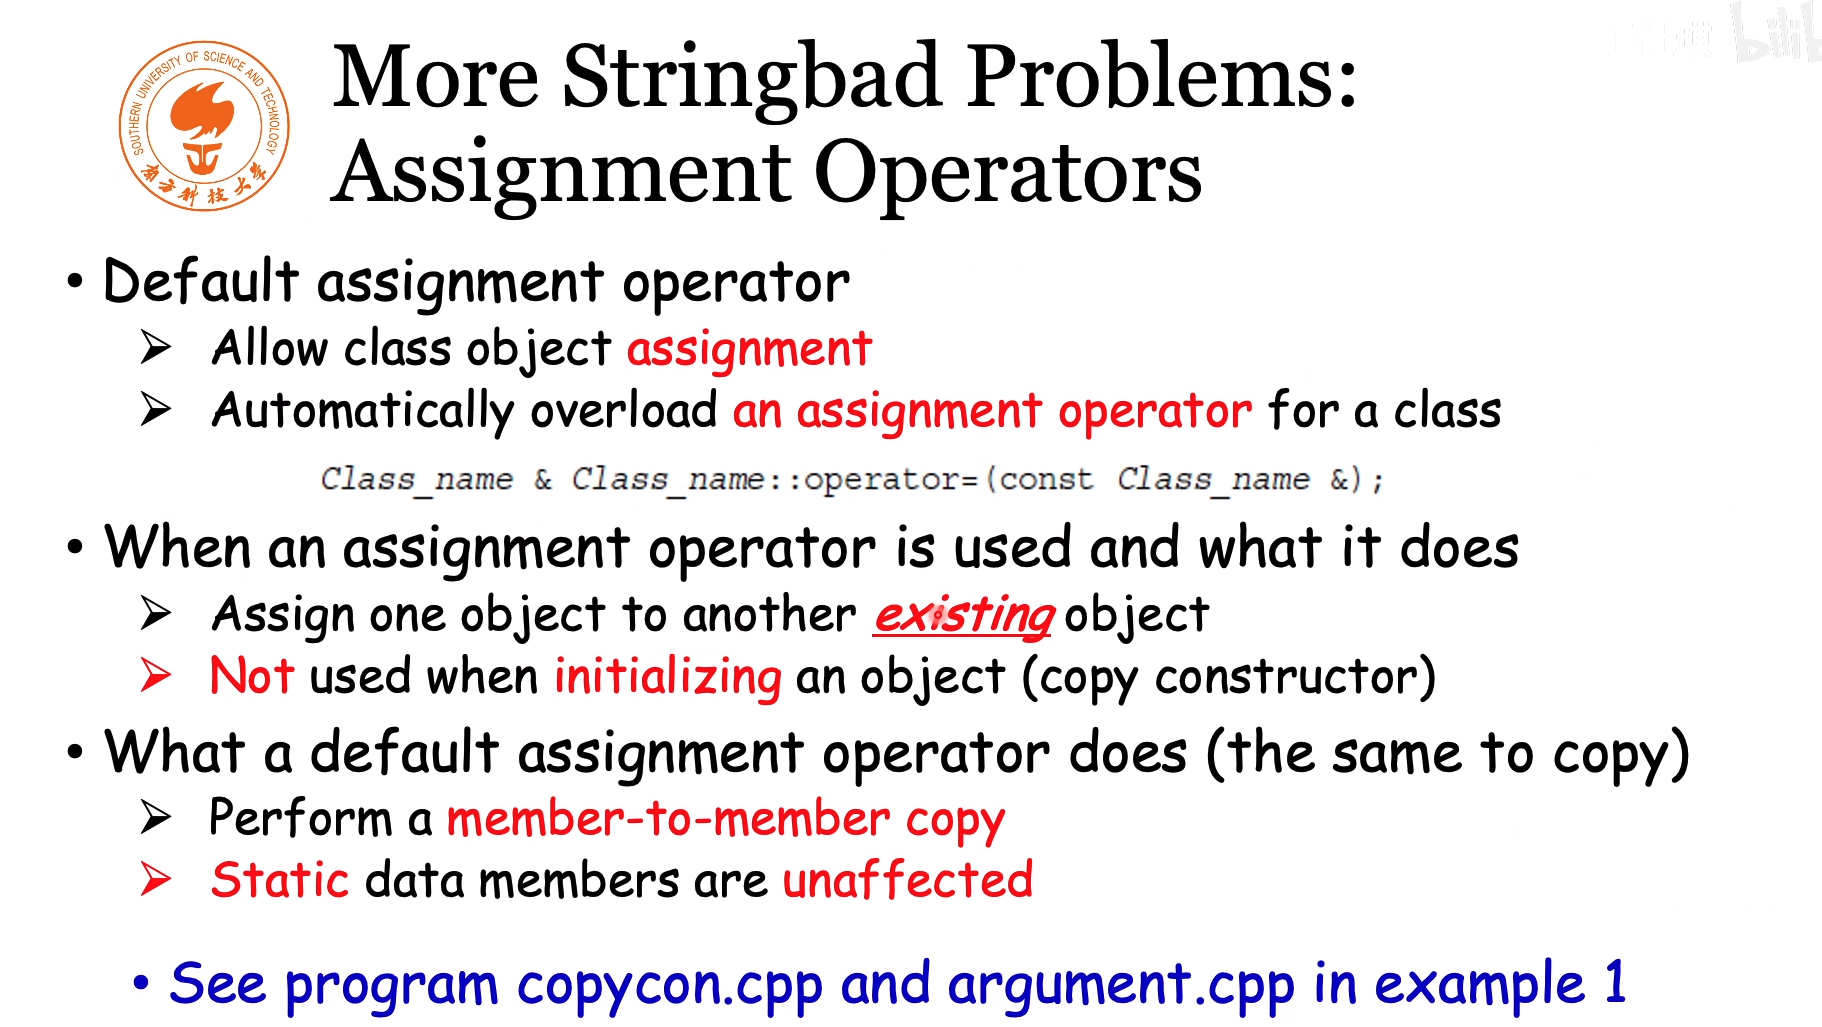 SOUTHERN UNIVERSITY OF SCIENCE AND TECHNOLOGY
南方科技大学
bilibili
More Stringbad Problems:
Assignment Operators
• Default assignment operator
➢ Allow class object assignment
➢ Automatically overload an assignment operator for a class
Class_name & Class_name::operator=(const Class_name &);
• When an assignment operator is used and what it does
➢ Assign one object to another existing object
➢ Not used when initializing an object (copy constructor)
• What a default assignment operator does (the same to copy)
➢ Perform a member-to-member copy
➢ Static data members are unaffected
• See program copycon.cpp and argument.cpp in example 1